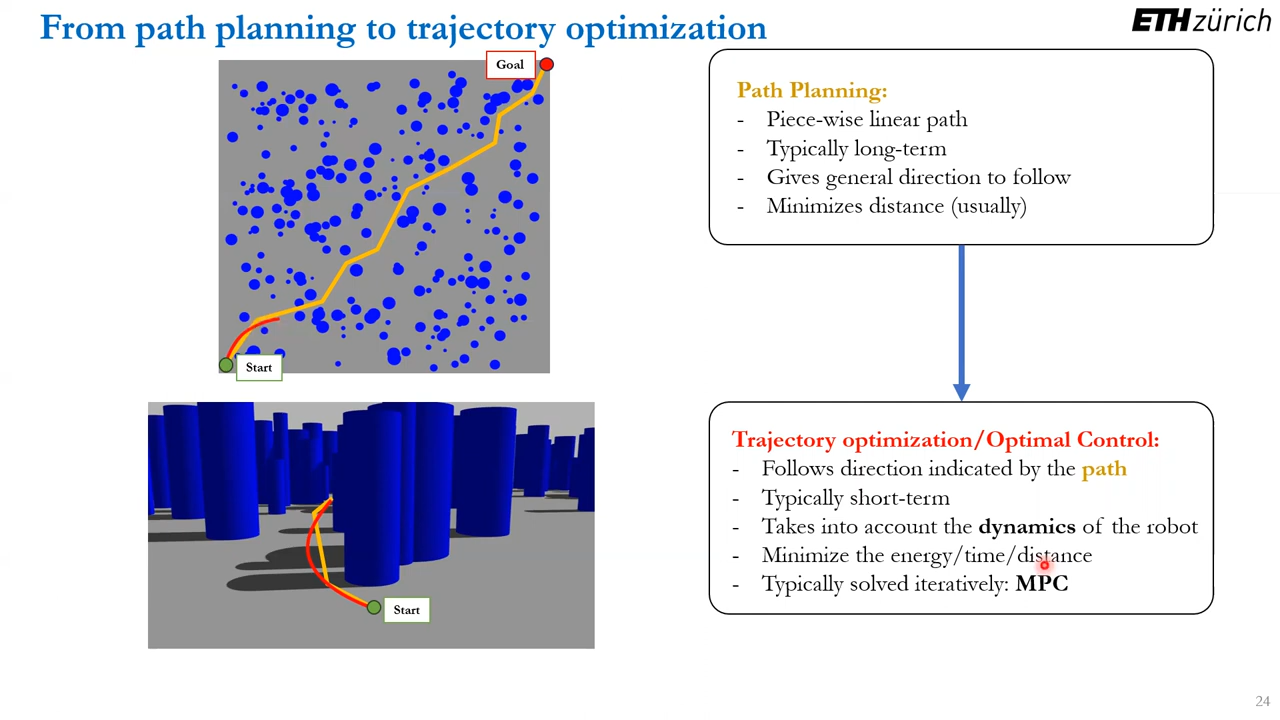 From path planning to trajectory optimization
ETH zürich
Goal
Start
Start
Path Planning:
- Piece-wise linear path
- Typically long-term
- Gives general direction to follow
- Minimizes distance (usually)
Trajectory optimization/Optimal Control:
- Follows direction indicated by the path
- Typically short-term
- Takes into account the dynamics of the robot
- Minimize the energy/time/distance
- Typically solved iteratively: MPC
24